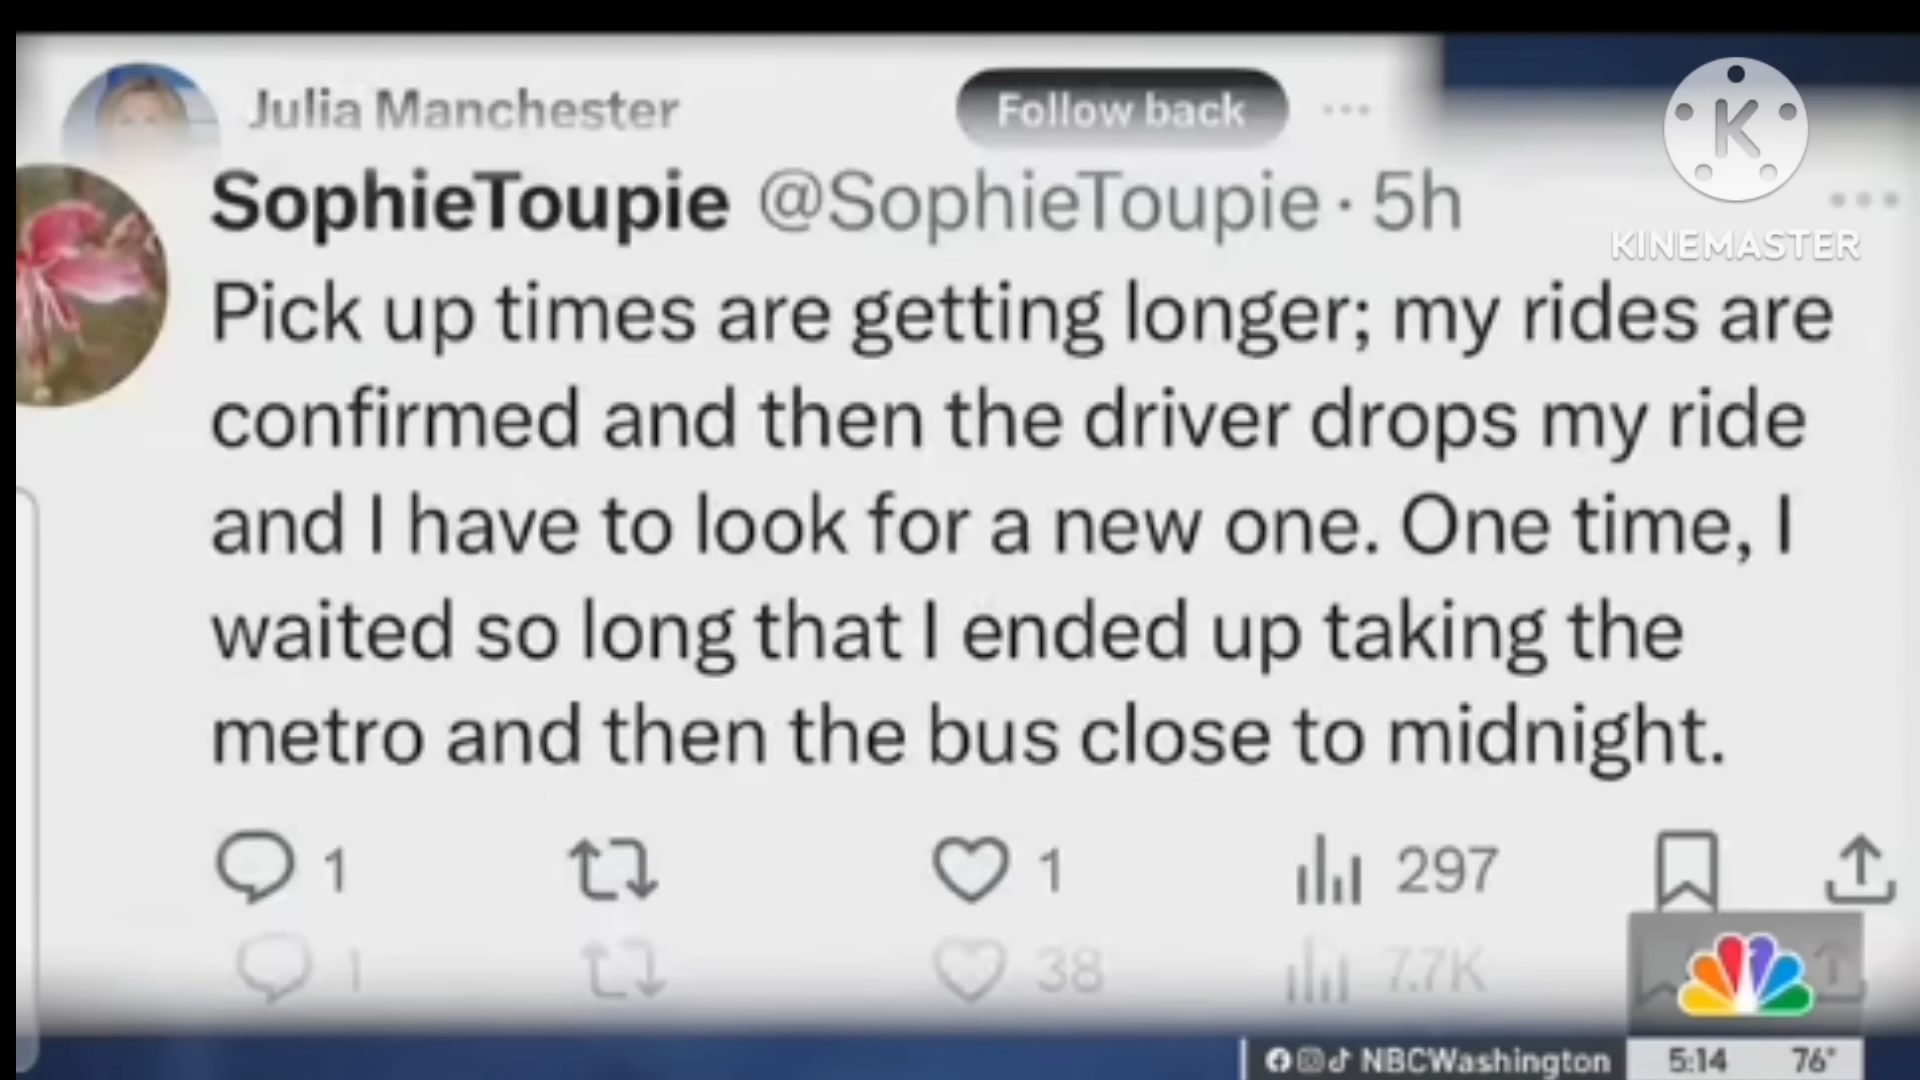 Julia Manchester
Follow back
SophieToupie @SophieToupie · 5h
K
KINEMASTER
Pick up times are getting longer; my rides are
confirmed and then the driver drops my ride
and I have to look for a new one. One time, I
waited so long that I ended up taking the
metro and then the bus close to midnight.
1 1 297
1 38 7.7K
NBCWashington 5:14 76°